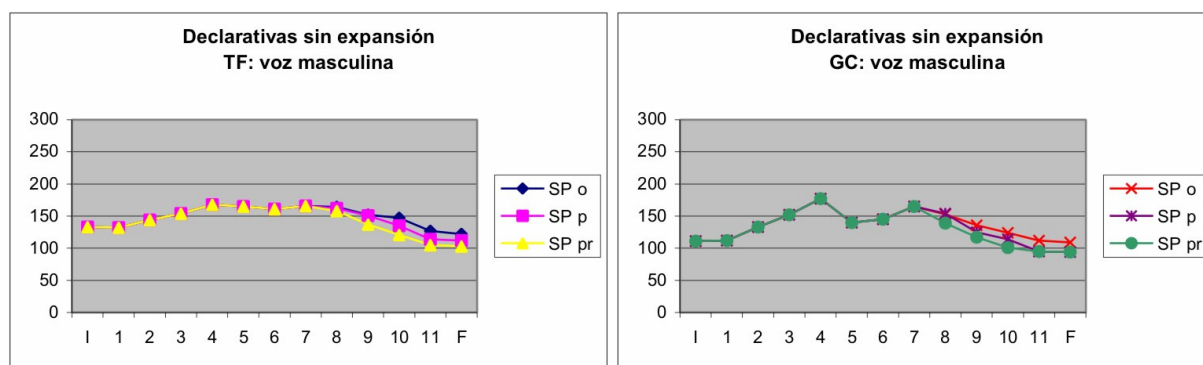 Declarativas sin expansión
TF: voz masculina
300
250
200
150
100
50
0
I 1 2 3 4 5 6 7 8 9 10 11 F
SP o
SP p
SP pr
Declarativas sin expansión
GC: voz masculina
300
250
200
150
100
50
0
I 1 2 3 4 5 6 7 8 9 10 11 F
SP o
SP p
SP pr